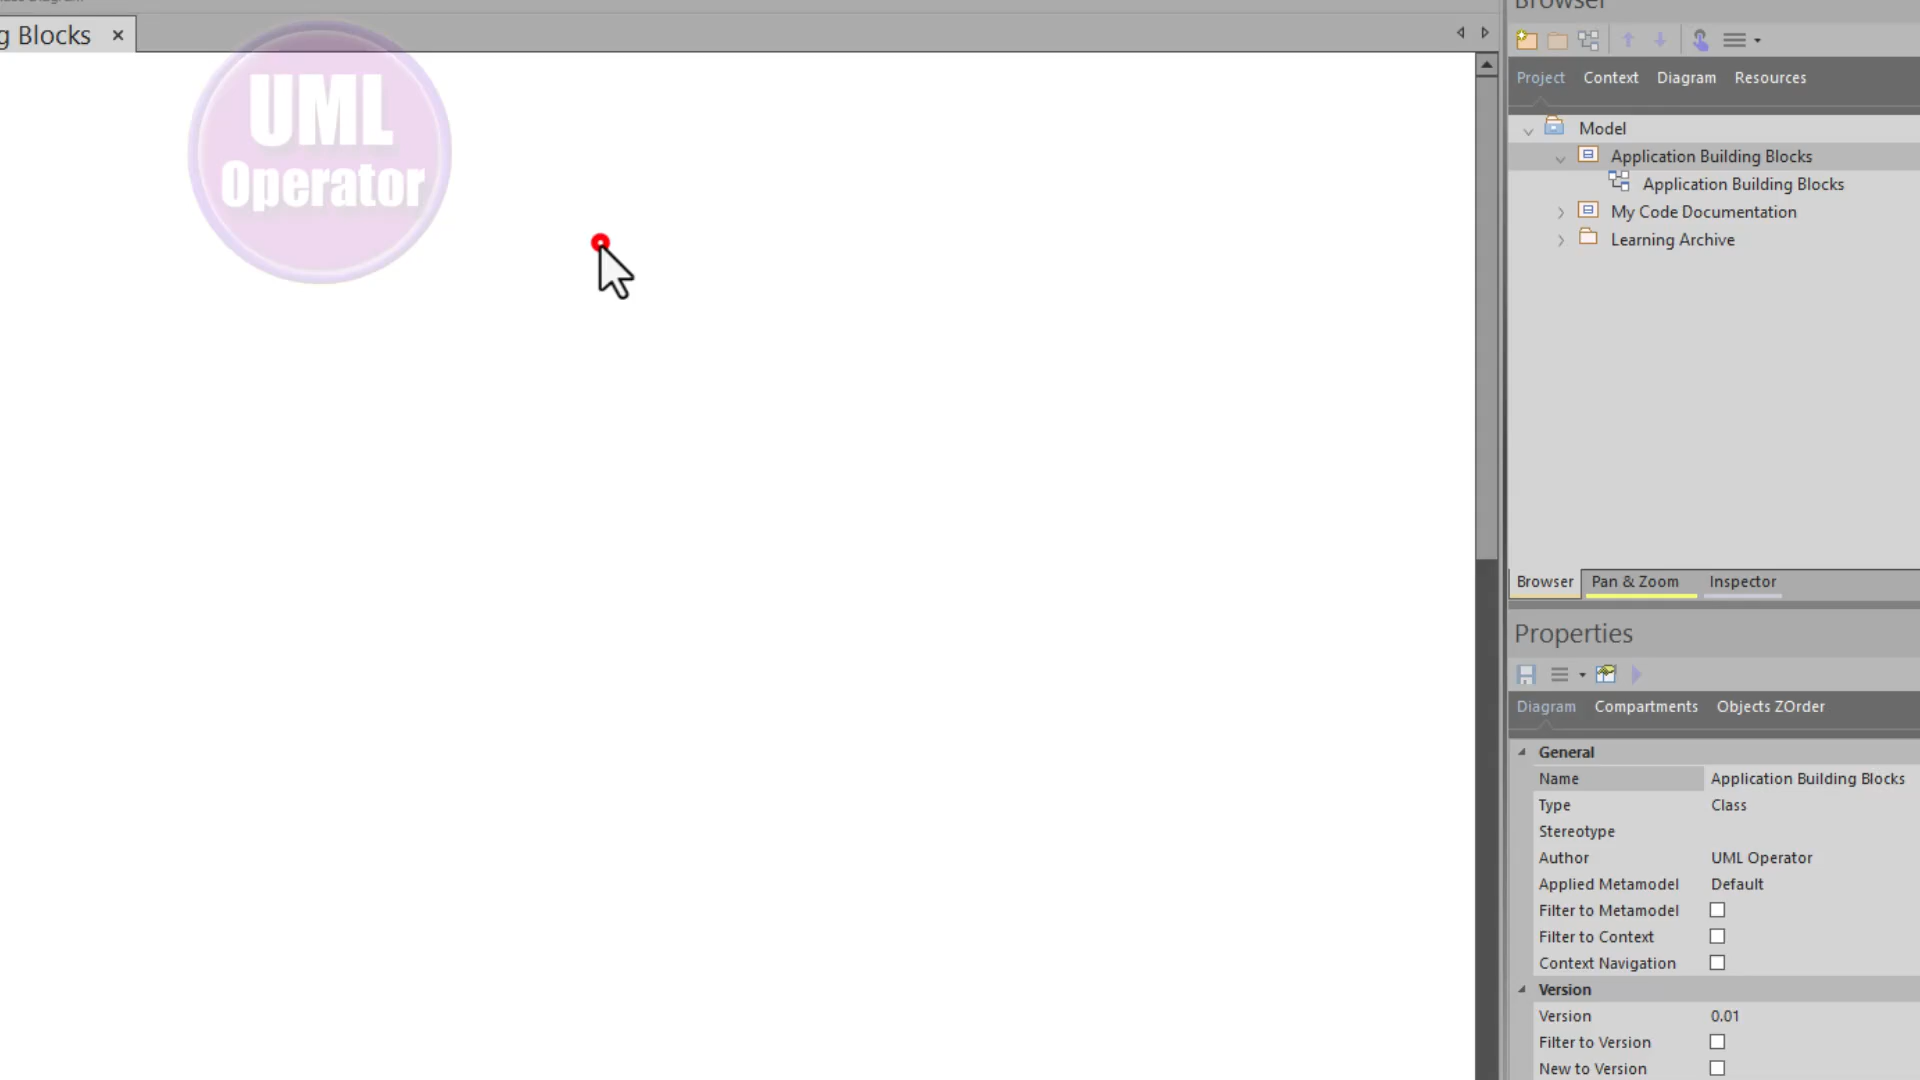 g Blocks
UML
Operator
Browser
Project Context Diagram Resources
Model
Application Building Blocks
Application Building Blocks
My Code Documentation
Learning Archive
Browser Pan & Zoom Inspector
Properties
Diagram Compartments Objects ZOrder
General
Name Application Building Blocks
Type Class
Stereotype
Author UML Operator
Applied Metamodel Default
Filter to Metamodel
Filter to Context
Context Navigation
Version
Version 0.01
Filter to Version
New to Version